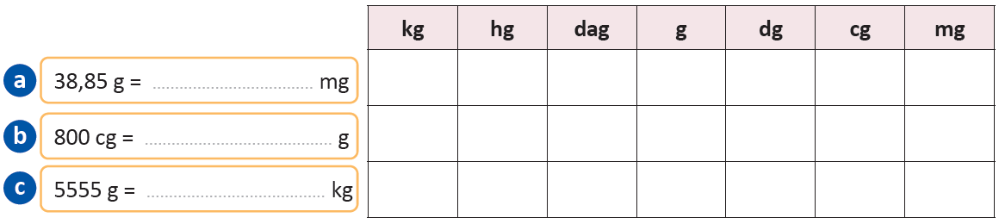 kg hg dag g dg cg mg
a 38,85 g = ........................................ mg
b 800 cg = ........................................ g
c 5555 g = ........................................ kg